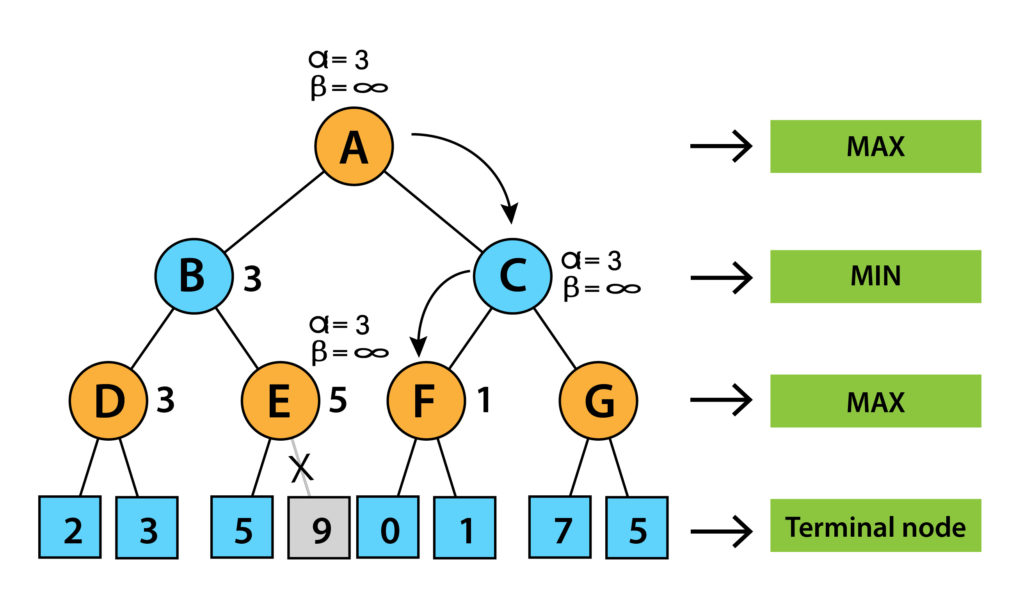 α= 3
β= ∞
A
MAX
B
3
C
α= 3
β= ∞
MIN
α= 3
β= ∞
D
3
E
5
F
1
G
MAX
X
2
3
5
9
0
1
7
5
Terminal node